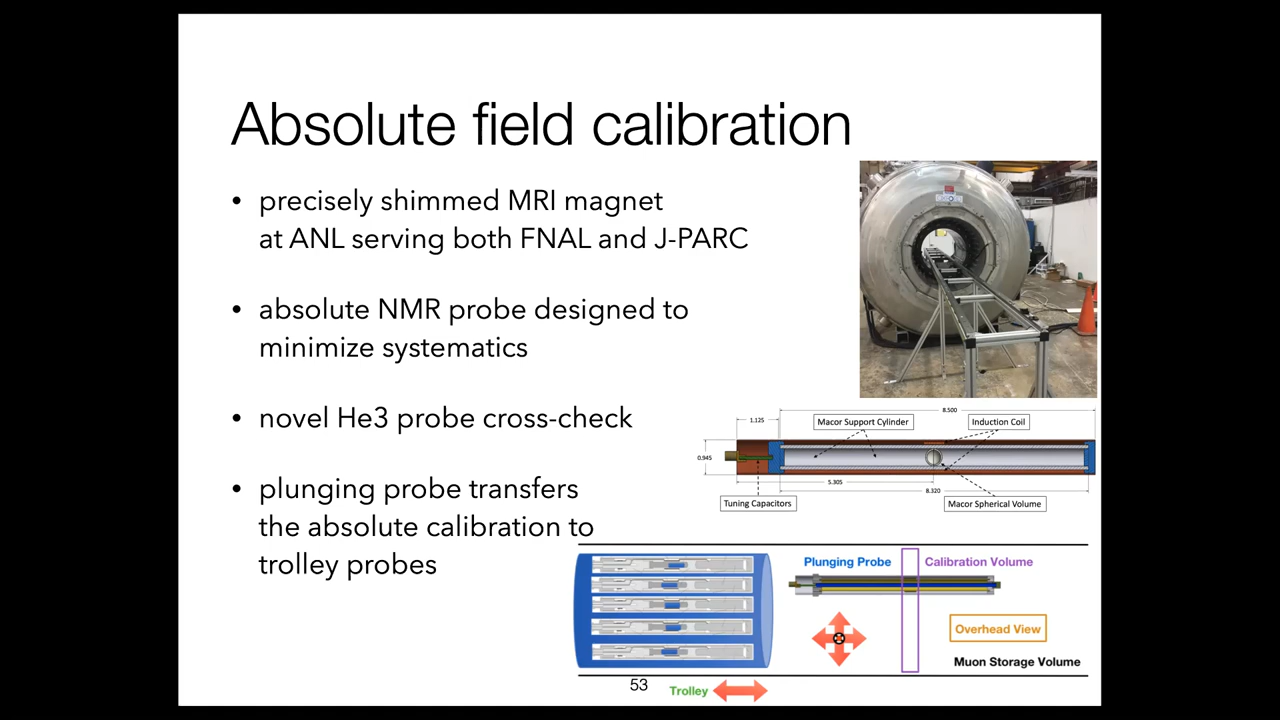 Absolute field calibration
• precisely shimmed MRI magnet
at ANL serving both FNAL and J-PARC
• absolute NMR probe designed to
minimize systematics
• novel He3 probe cross-check
• plunging probe transfers
the absolute calibration to
trolley probes
8.500
1.125
Macor Support Cylinder
Induction Coil
0.945
5.305
8.320
Tuning Capacitors
Macor Spherical Volume
Plunging Probe
Calibration Volume
Overhead View
Muon Storage Volume
53
Trolley